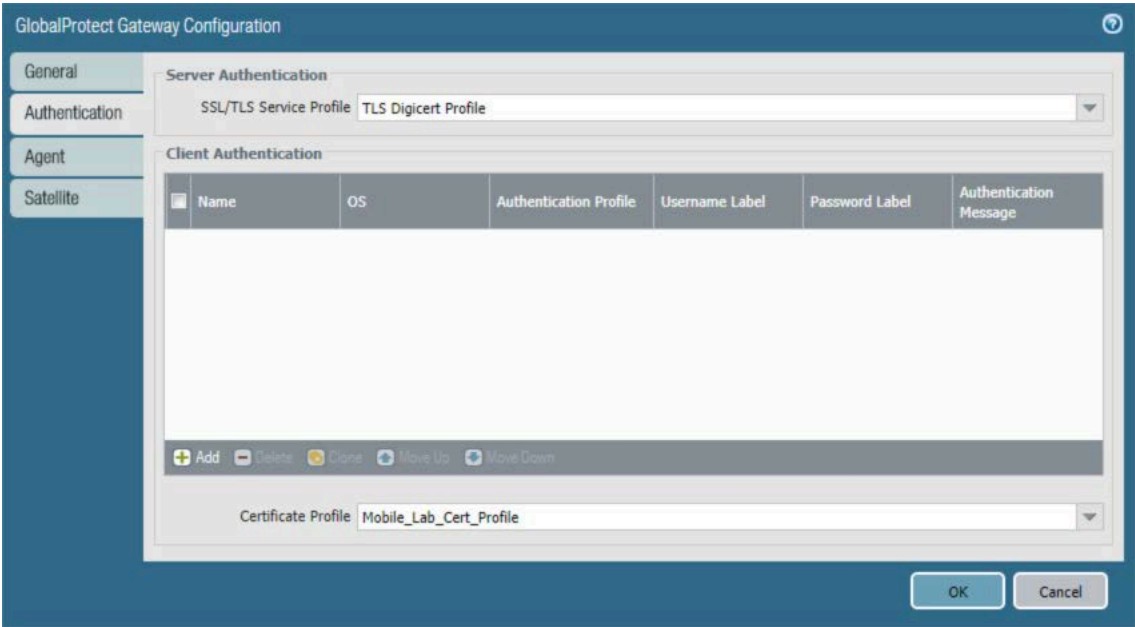 GlobalProtect Gateway Configuration
General
Authentication
Agent
Satellite
Server Authentication
SSL/TLS Service Profile TLS Digicert Profile
Client Authentication
Name OS Authentication Profile Username Label Password Label Authentication Message
Add Delete Clone Move Up Move Down
Certificate Profile Mobile_Lab_Cert_Profile
OK Cancel